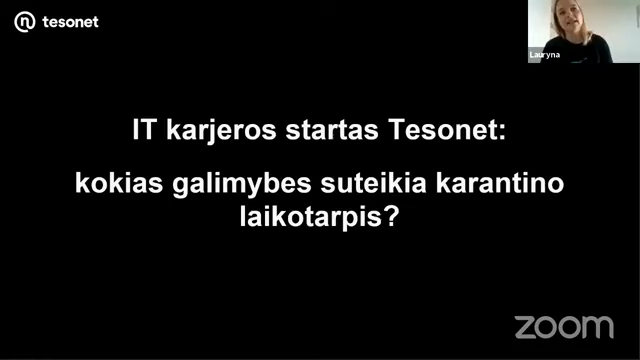 tesonet
Lauryna
IT karjeros startas Tesonet:
kokias galimybes suteikia karantino
laikotarpis?
zoom